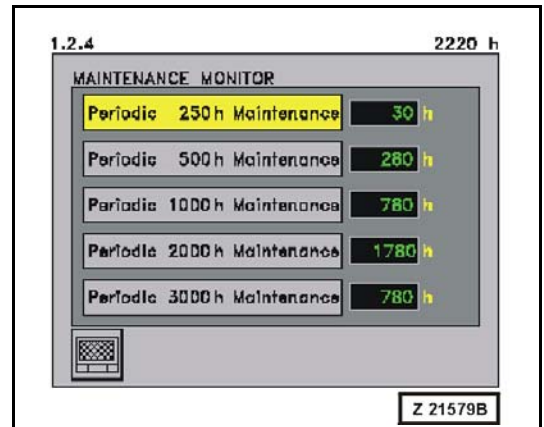 1.2.4 2220 h
MAINTENANCE MONITOR
Periodic 250 h Maintenance 30 h
Periodic 500 h Maintenance 280 h
Periodic 1000 h Maintenance 780 h
Periodic 2000 h Maintenance 1780 h
Periodic 3000 h Maintenance 780 h
Z 21579B